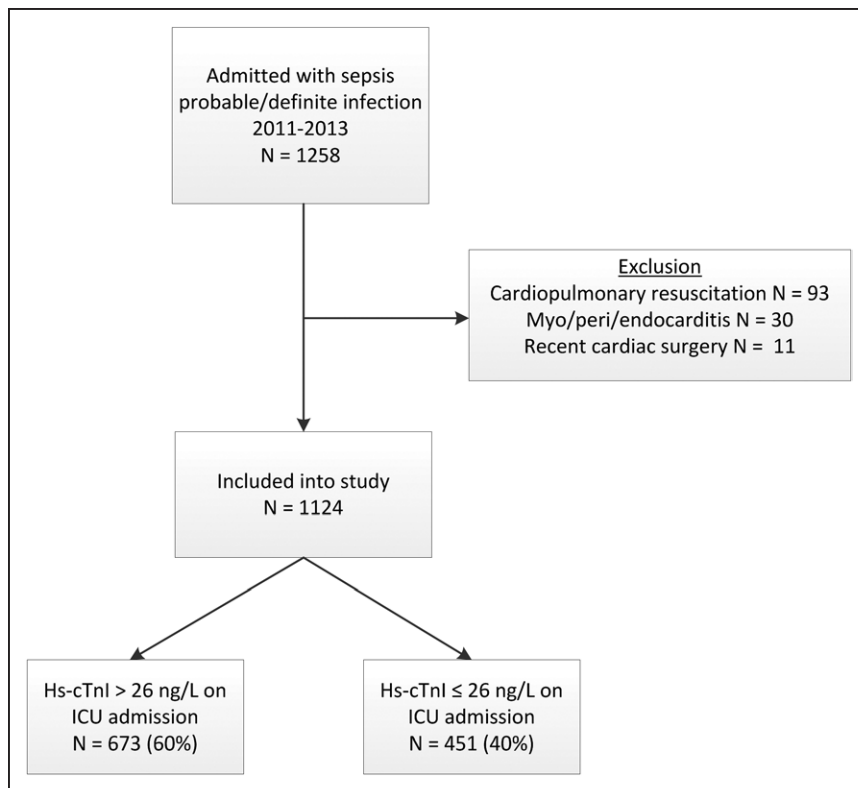 Admitted with sepsis
probable/definite infection
2011-2013
N = 1258
Exclusion
Cardiopulmonary resuscitation N = 93
Myo/peri/endocarditis N = 30
Recent cardiac surgery N = 11
Included into study
N = 1124
Hs-cTnI > 26 ng/L on
ICU admission
N = 673 (60%)
Hs-cTnI ≤ 26 ng/L on
ICU admission
N = 451 (40%)